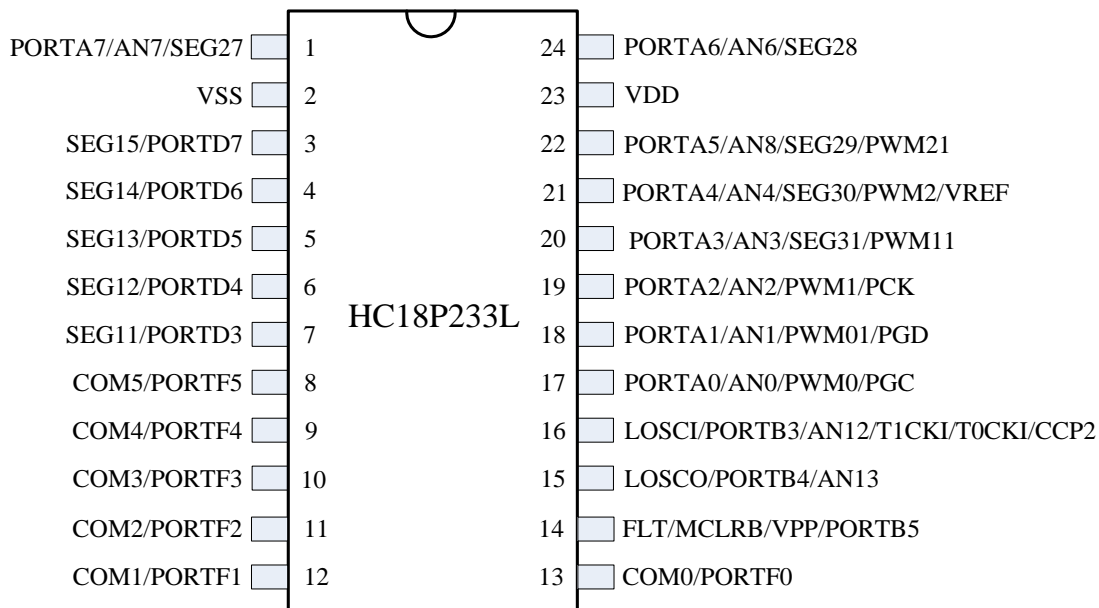 PORTA7/AN7/SEG27 1 24 PORTA6/AN6/SEG28
VSS 2 23 VDD
SEG15/PORTD7 3 22 PORTA5/AN8/SEG29/PWM21
SEG14/PORTD6 4 21 PORTA4/AN4/SEG30/PWM2/VREF
SEG13/PORTD5 5 20 PORTA3/AN3/SEG31/PWM11
SEG12/PORTD4 6 19 PORTA2/AN2/PWM1/PCK
HC18P233L
SEG11/PORTD3 7 18 PORTA1/AN1/PWM01/PGD
COM5/PORTF5 8 17 PORTA0/AN0/PWM0/PGC
COM4/PORTF4 9 16 LOSCI/PORTB3/AN12/T1CKI/T0CKI/CCP2
COM3/PORTF3 10 15 LOSCO/PORTB4/AN13
COM2/PORTF2 11 14 FLT/MCLRB/VPP/PORTB5
COM1/PORTF1 12 13 COM0/PORTF0